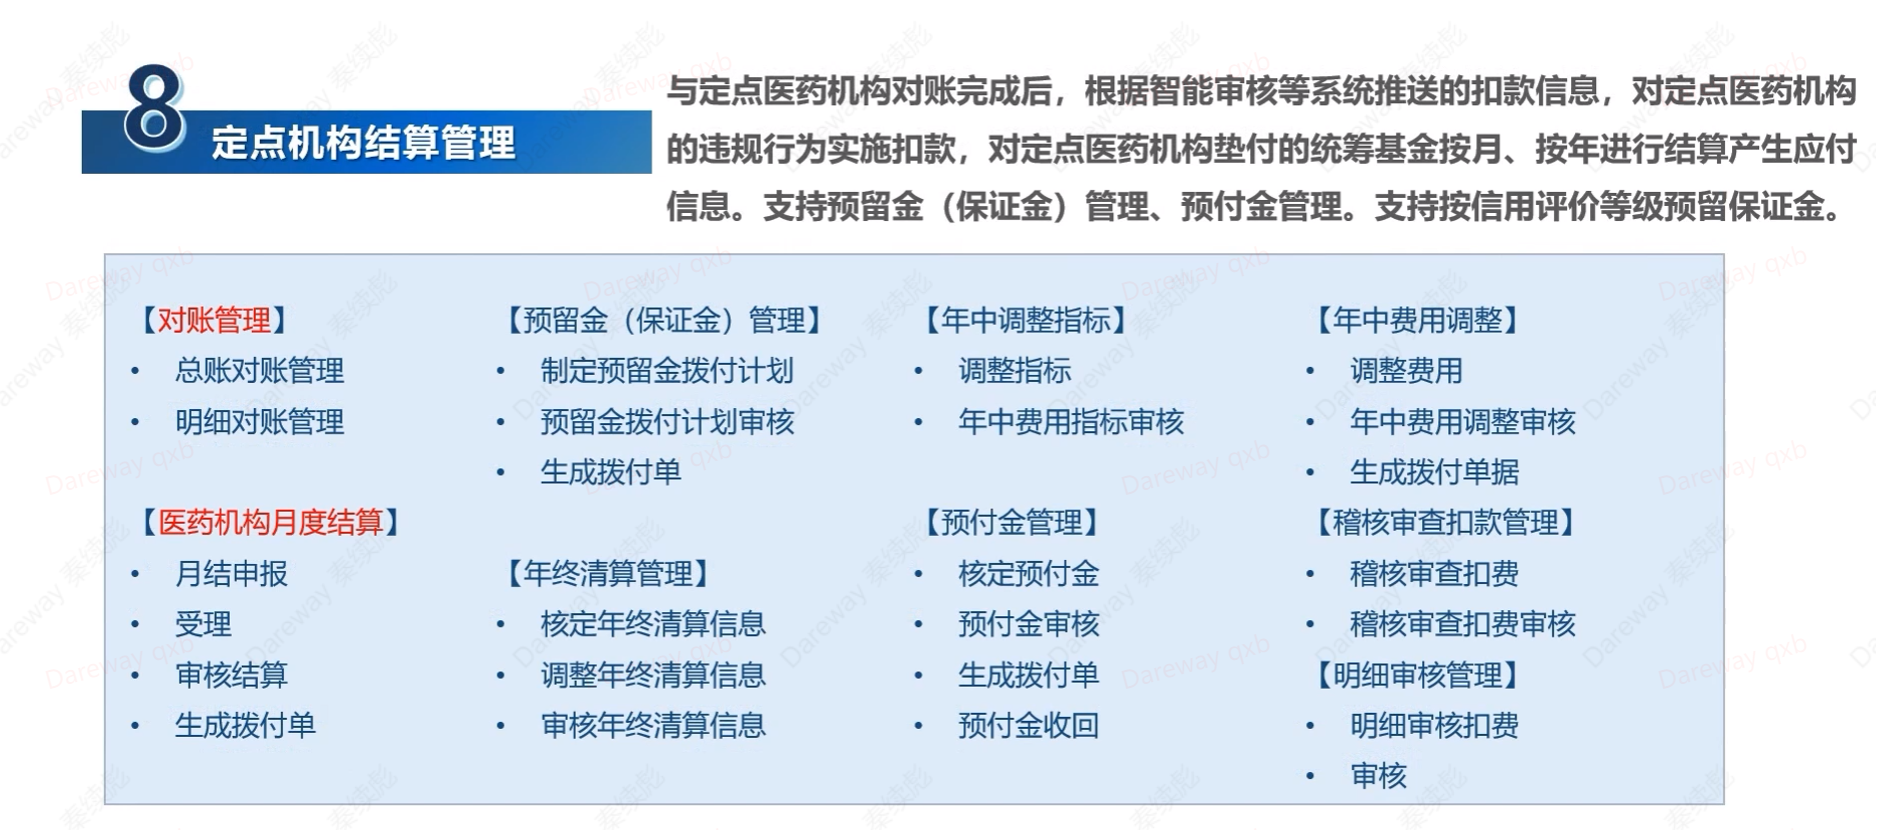 8
定点机构结算管理
与定点医药机构对账完成后，根据智能审核等系统推送的扣款信息，对定点医药机构
的违规行为实施扣款，对定点医药机构垫付的统筹基金按月、按年进行结算产生应付
信息。支持预留金（保证金）管理、预付金管理。支持按信用评价等级预留保证金。
【对账管理】
• 总账对账管理
• 明细对账管理
【医药机构月度结算】
• 月结申报
• 受理
• 审核结算
• 生成拨付单
【预留金（保证金）管理】
• 制定预留金拨付计划
• 预留金拨付计划审核
• 生成拨付单
【年终清算管理】
• 核定年终清算信息
• 调整年终清算信息
• 审核年终清算信息
【年中调整指标】
• 调整指标
• 年中费用指标审核
【预付金管理】
• 核定预付金
• 预付金审核
• 生成拨付单
• 预付金收回
【年中费用调整】
• 调整费用
• 年中费用调整审核
• 生成拨付单据
【稽核审查扣款管理】
• 稽核审查扣费
• 稽核审查扣费审核
【明细审核管理】
• 明细审核扣费
• 审核
Dareway qxb
Dareway 秦续彪